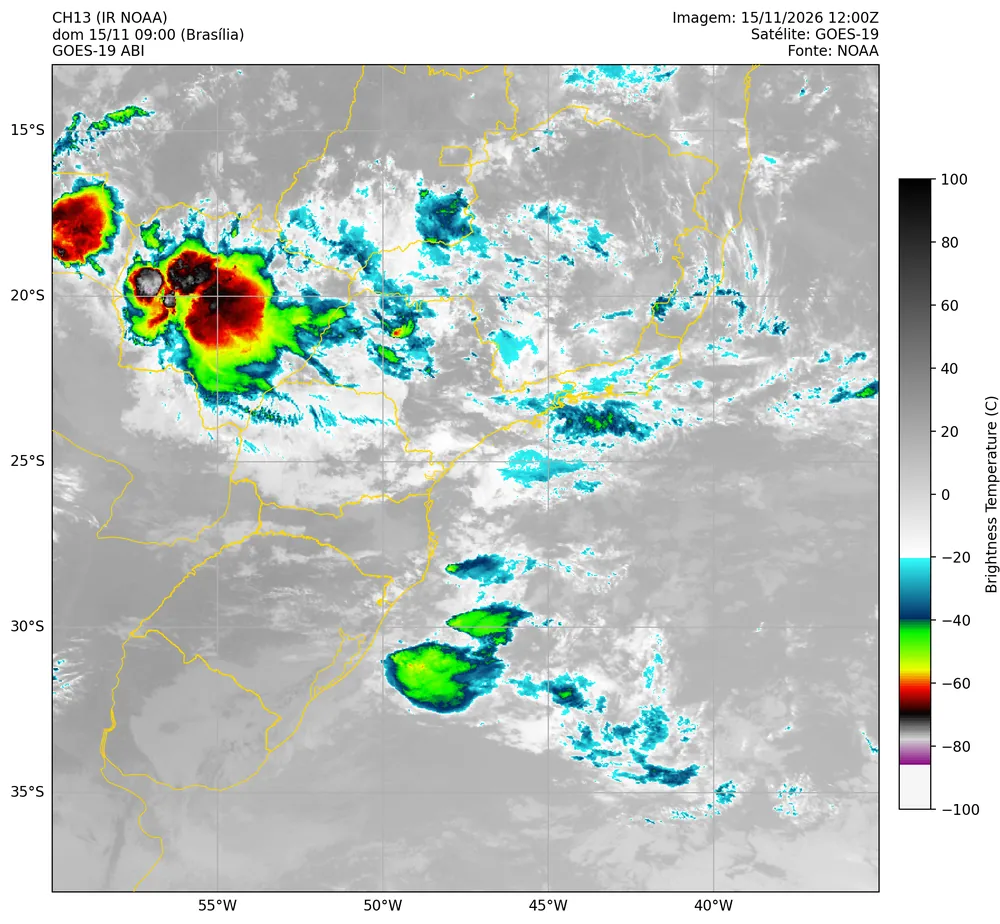 CH13 (IR NOAA)
dom 15/11 09:00 (Brasília)
GOES-19 ABI
Imagem: 15/11/2026 12:00Z
Satélite: GOES-19
Fonte: NOAA
15°S
20°S
25°S
30°S
35°S
55°W
50°W
45°W
40°W
100
80
60
40
20
0
−20
−40
−60
−80
−100
Brightness Temperature (C)